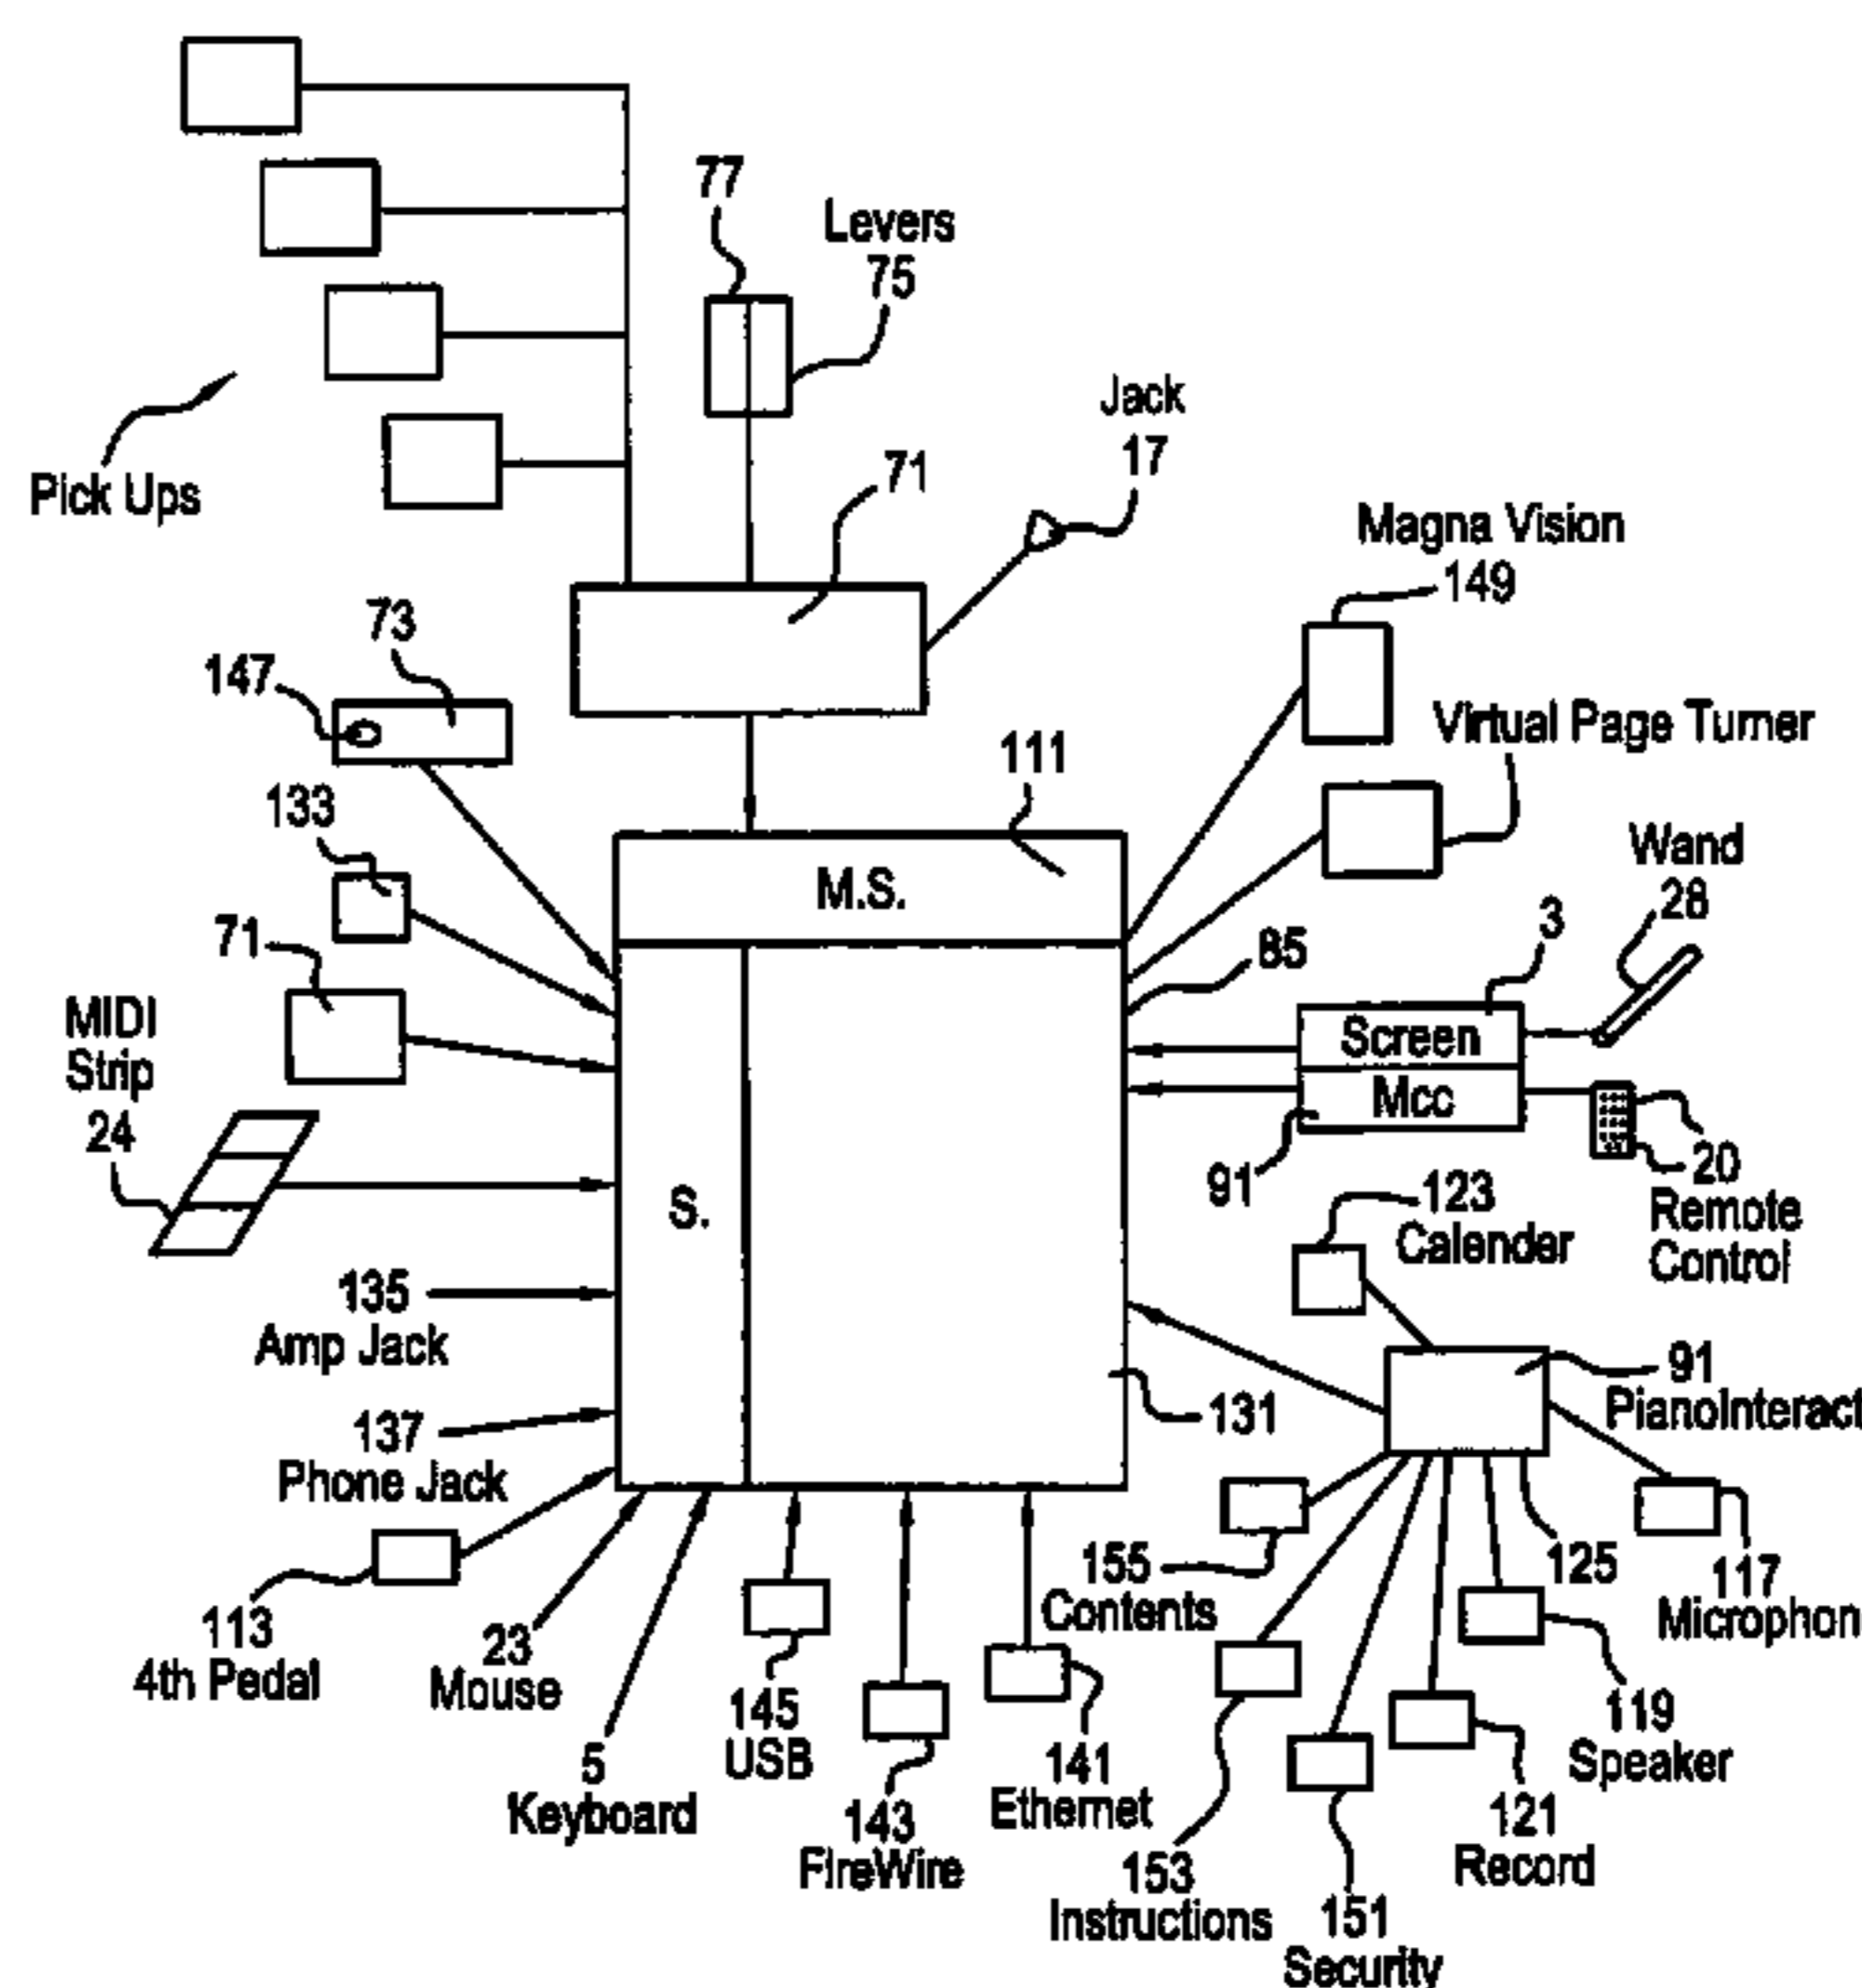 77
Levers
75
Jack
17
Pick Ups
71
Magna Vision
149
73
147
Virtual Page Turner
111
133
M.S.
Wand
28
3
71
85
MIDI
Strip
24
Screen
Mcc
91
20
Remote
Control
123
Calender
S.
135
Amp Jack
91
PianoInteract
131
137
Phone Jack
155
Contents
125
117
Microphon
113
4th Pedal
23
Mouse
145
USB
119
Speaker
5
Keyboard
143
FireWire
141
Ethernet
121
Record
153
Instructions
151
Security